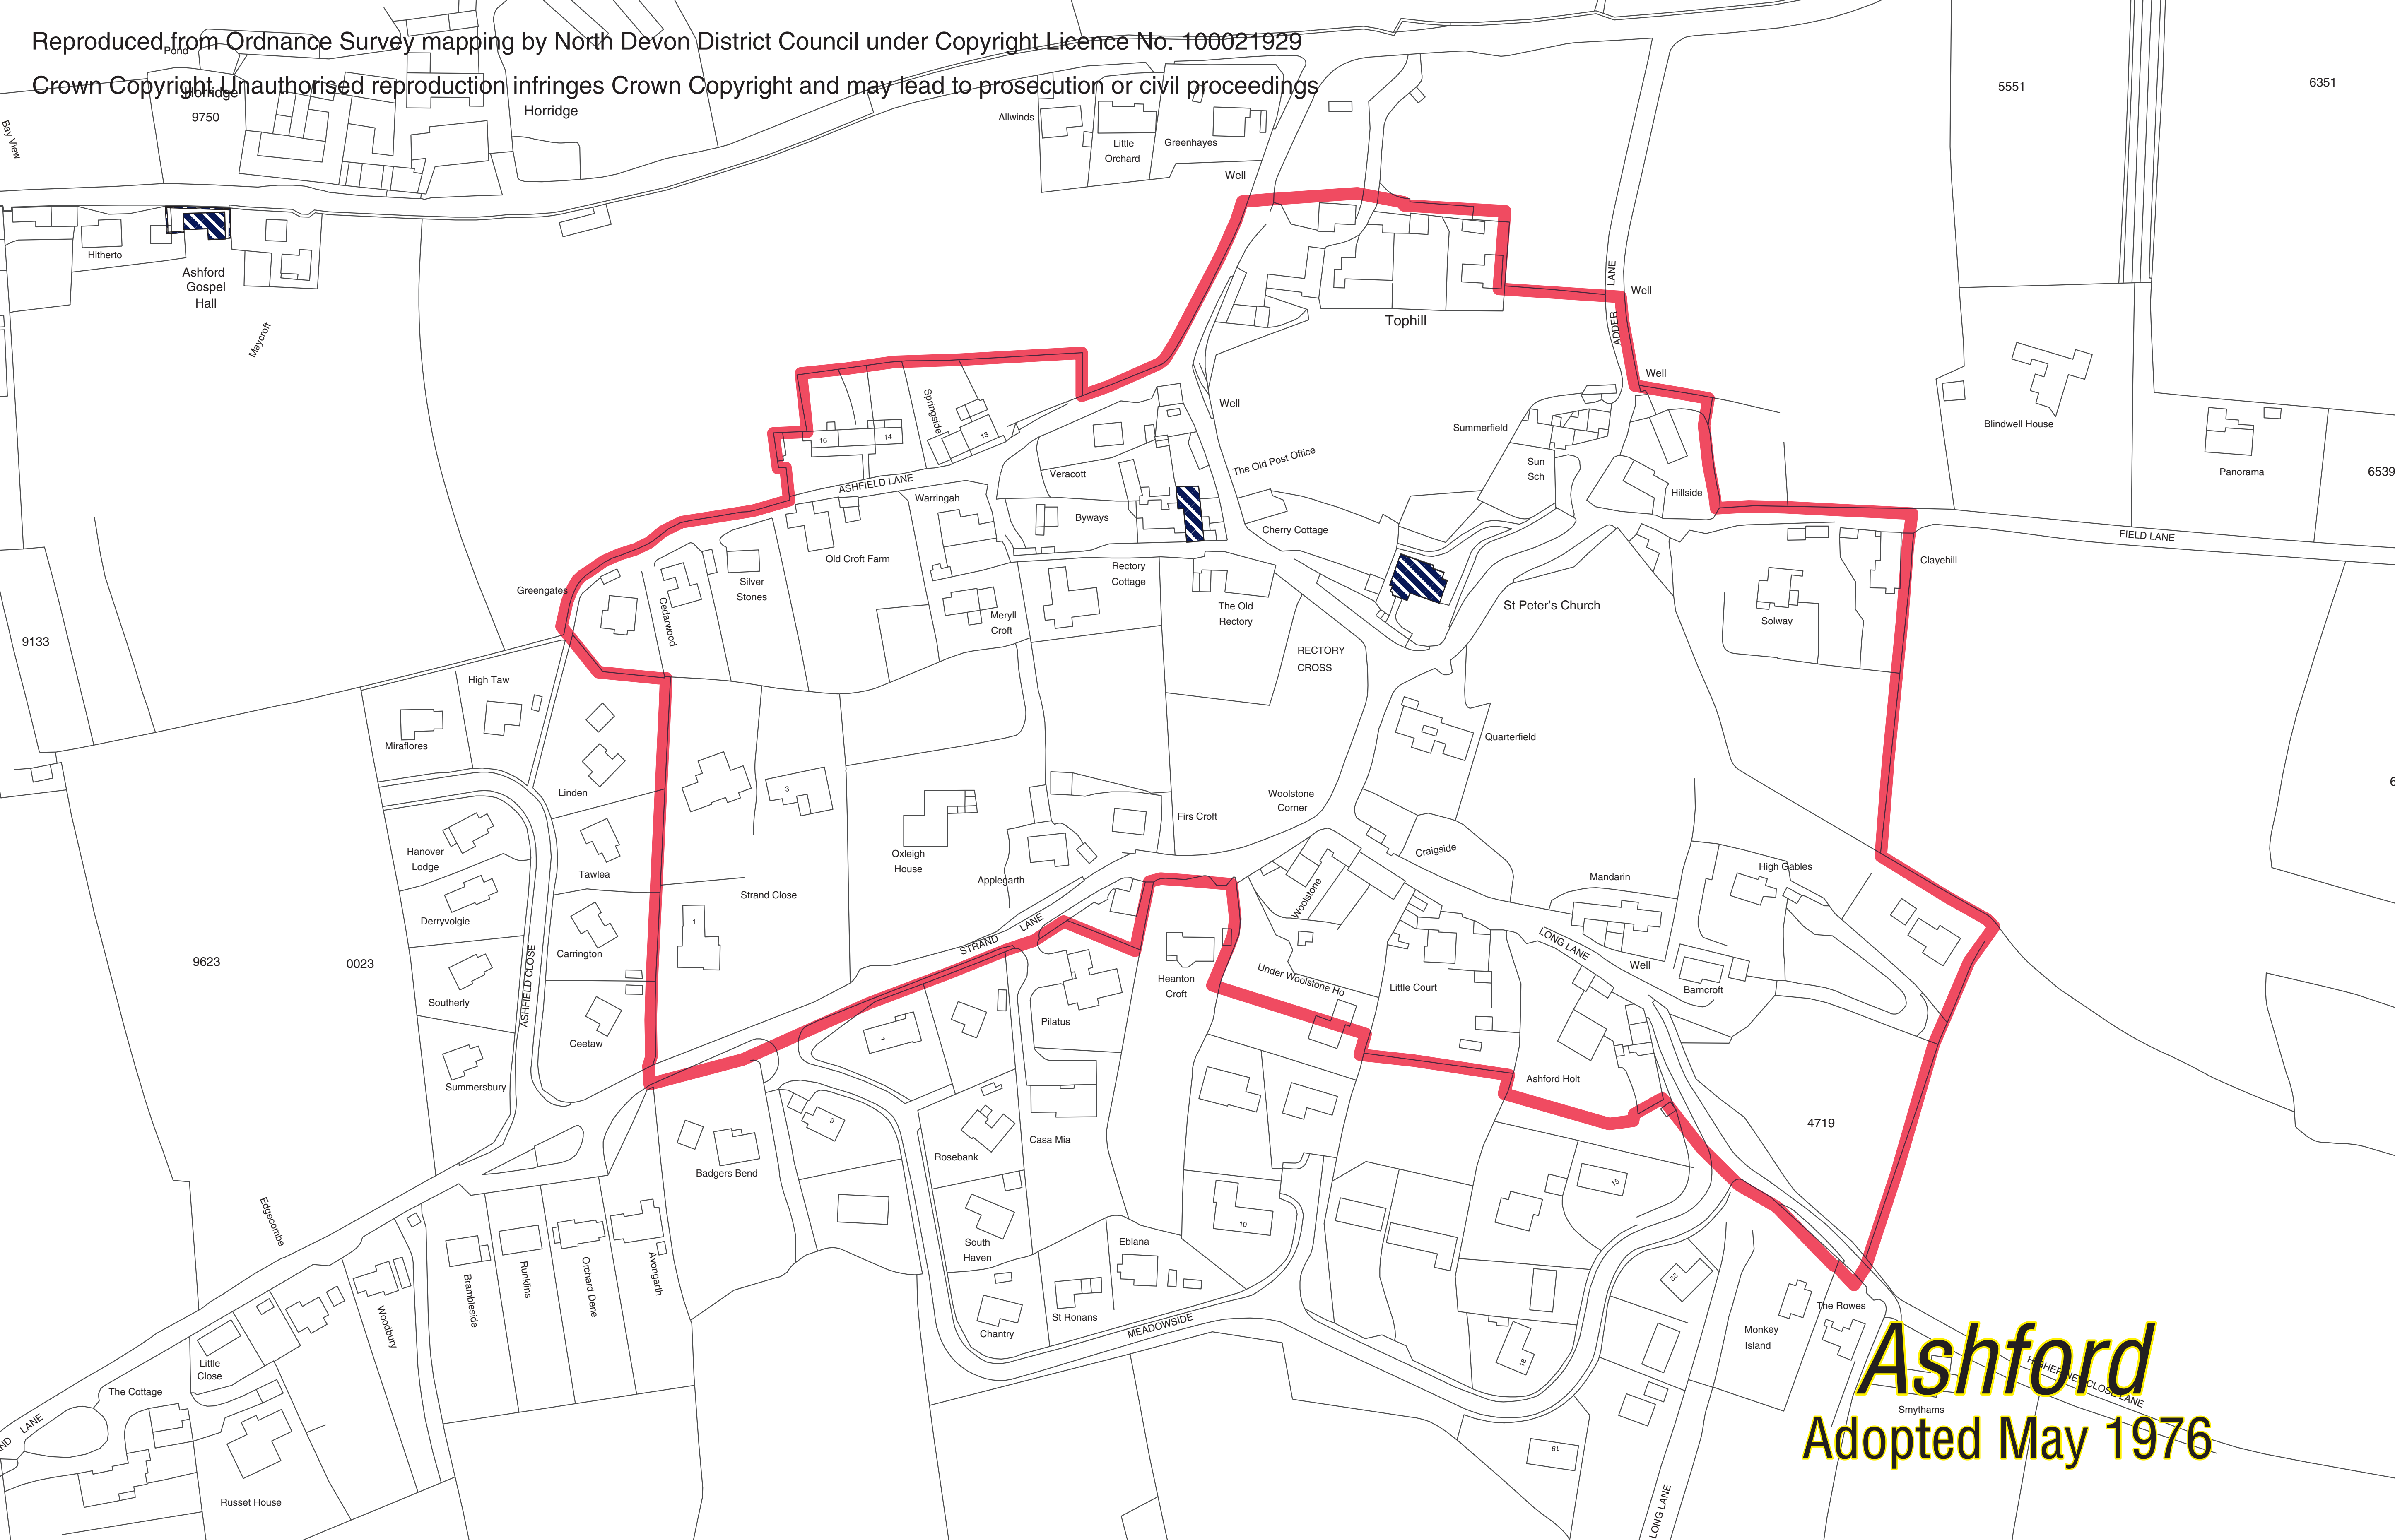 Reproduced from Ordnance Survey mapping by North Devon District Council under Copyright Licence No. 100021929
Crown Copyright Unauthorised reproduction infringes Crown Copyright and may lead to prosecution or civil proceedings
Pond
Horridge
9750
Horridge
Bay View
Allwinds
Little
Orchard
Greenhayes
Well
5551
6351
Hitherto
Ashford
Gospel
Hall
Maycroft
Tophill
ADDER LANE
Well
Well
Well
Blindwell House
Panorama
6539
Springside
16
14
13
ASHFIELD LANE
Veracott
Byways
The Old Post Office
Cherry Cottage
Summerfield
Sun
Sch
Hillside
FIELD LANE
Clayehill
Warringah
Old Croft Farm
Silver
Stones
Cedarwood
Greengates
Meryll
Croft
Rectory
Cottage
The Old
Rectory
RECTORY
CROSS
St Peter's Church
Solway
9133
High Taw
Miraflores
Linden
3
Oxleigh
House
Applegarth
Firs Croft
Woolstone
Corner
Quarterfield
Craigside
Woolstone
Mandarin
High Gables
Hanover
Lodge
Tawlea
Derryvolgie
Carrington
Strand Close
1
STRAND LANE
LONG LANE
Well
Barncroft
9623
0023
Southerly
ASHFIELD CLOSE
Ceetaw
Summersbury
1
Pilatus
Heanton
Croft
Under Woolstone Ho
Little Court
Ashford Holt
4719
Badgers Bend
9
Rosebank
Casa Mia
15
Edgecombe
South
Haven
10
Eblana
22
Brambleside
Runklins
Orchard Dene
Avongarth
Woodbury
Chantry
St Ronans
MEADOWSIDE
18
Monkey
Island
The Rowes
Little
Close
The Cottage
LANE
Russet House
19
LONG LANE
Smythams
Ashford
Adopted May 1976